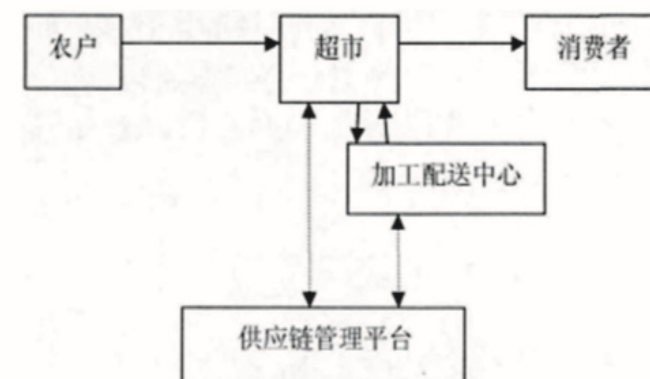 农户
超市
消费者
加工配送中心
供应链管理平台